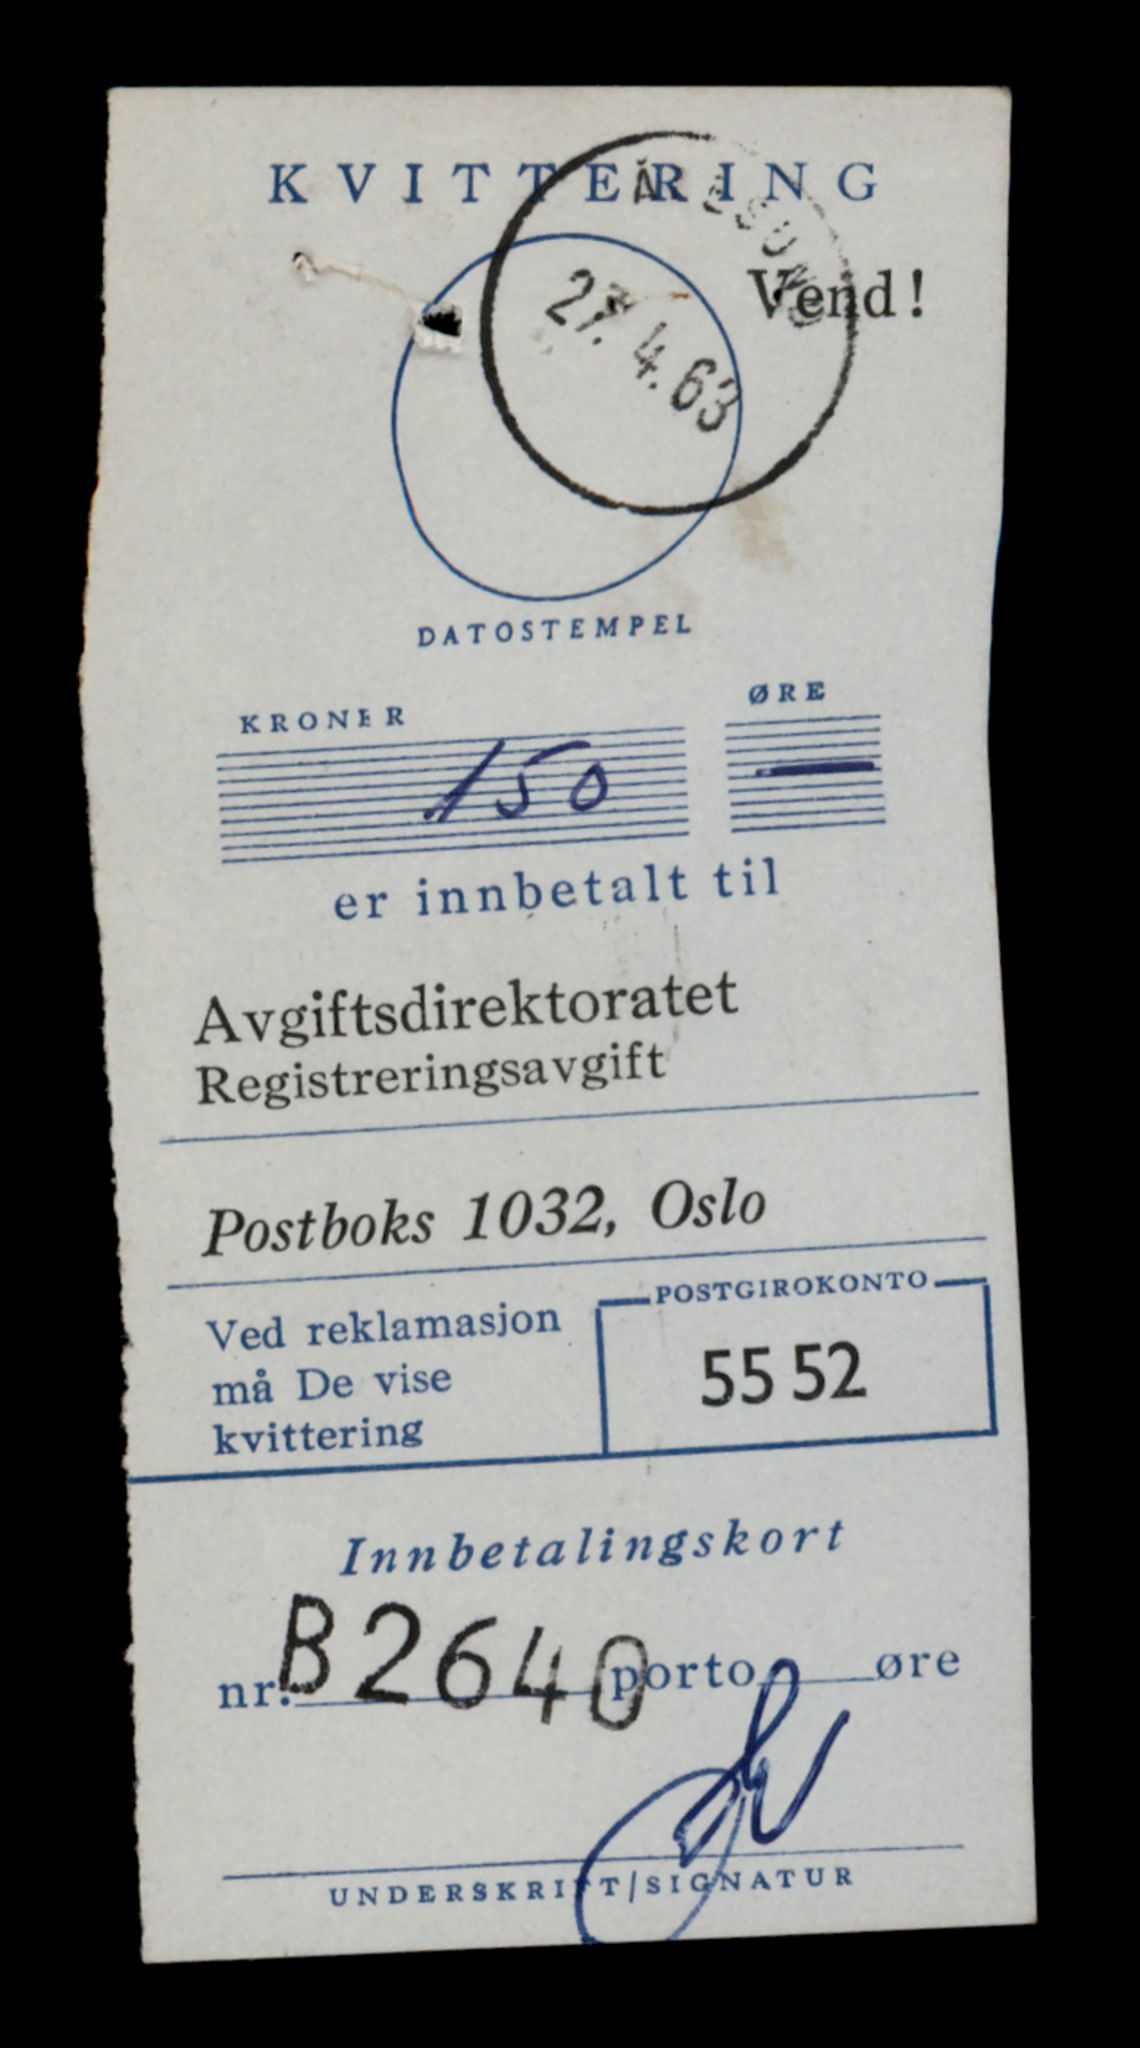 KVITTERING
ÅLESUND
27.4.63
Vend!
DATOSTEMPEL
KRONER
ØRE
150 —
er innbetalt til
Avgiftsdirektoratet
Registreringsavgift
Postboks 1032, Oslo
POSTGIROKONTO
55 52
Ved reklamasjon
må De vise
kvittering
Innbetalingskort
nr. B2640 porto øre
UNDERSKRIFT/SIGNATUR